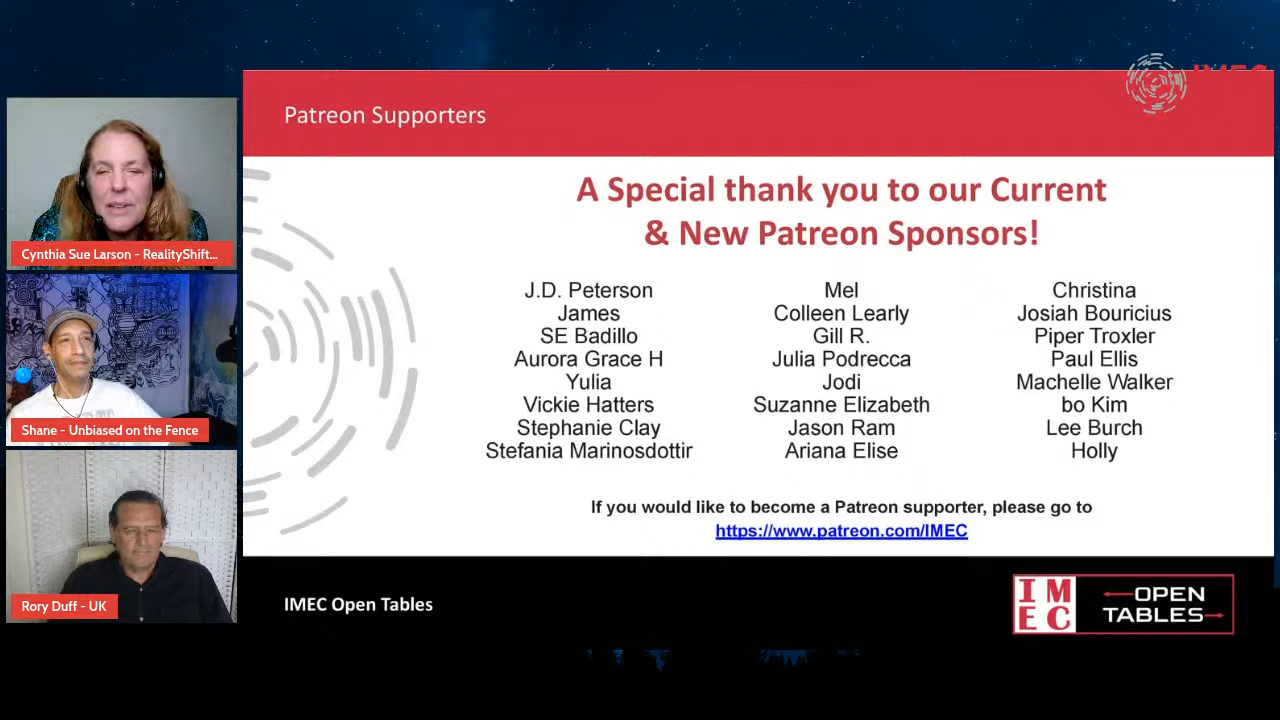 IMEC
Patreon Supporters
A Special thank you to our Current
& New Patreon Sponsors!
J.D. Peterson
James
SE Badillo
Aurora Grace H
Yulia
Vickie Hatters
Stephanie Clay
Stefania Marinosdottir
Mel
Colleen Learly
Gill R.
Julia Podrecca
Jodi
Suzanne Elizabeth
Jason Ram
Ariana Elise
Christina
Josiah Bouricius
Piper Troxler
Paul Ellis
Machelle Walker
bo Kim
Lee Burch
Holly
If you would like to become a Patreon supporter, please go to
https://www.patreon.com/IMEC
Cynthia Sue Larson - RealityShift...
Shane - Unbiased on the Fence
Rory Duff - UK
IMEC Open Tables
IM
EC
OPEN
TABLES